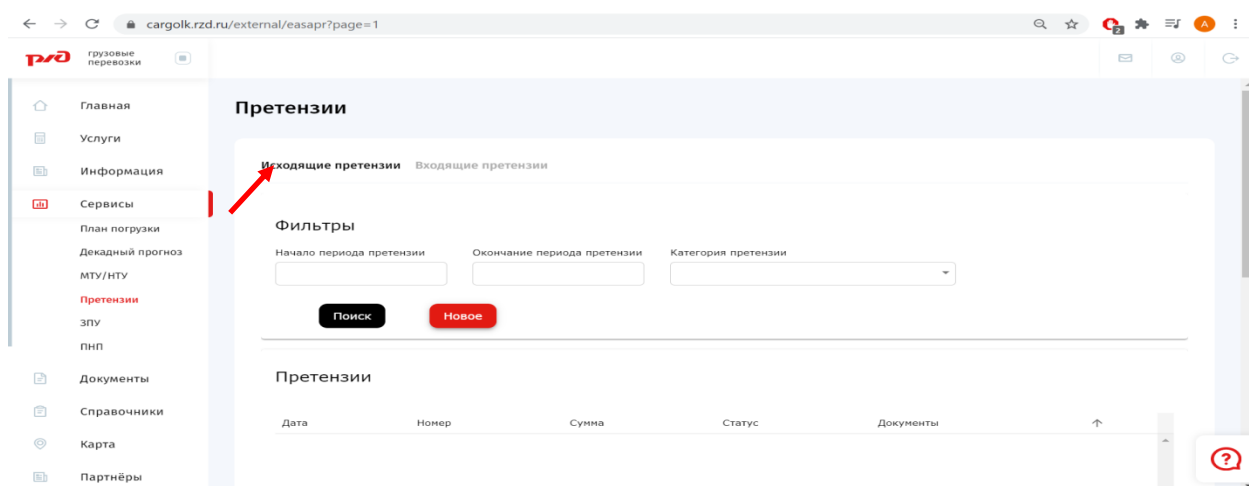 cargolk.rzd.ru/external/easapr?page=1
2
A
ржд
грузовые
перевозки
Главная
Услуги
Информация
Сервисы
План погрузки
Декадный прогноз
МТУ/НТУ
Претензии
ЗПУ
ПНП
Документы
Справочники
Карта
Партнёры
Претензии
Исходящие претензии Входящие претензии
Фильтры
Начало периода претензии Окончание периода претензии Категория претензии
Поиск Новое
Претензии
Дата Номер Сумма Статус Документы
?